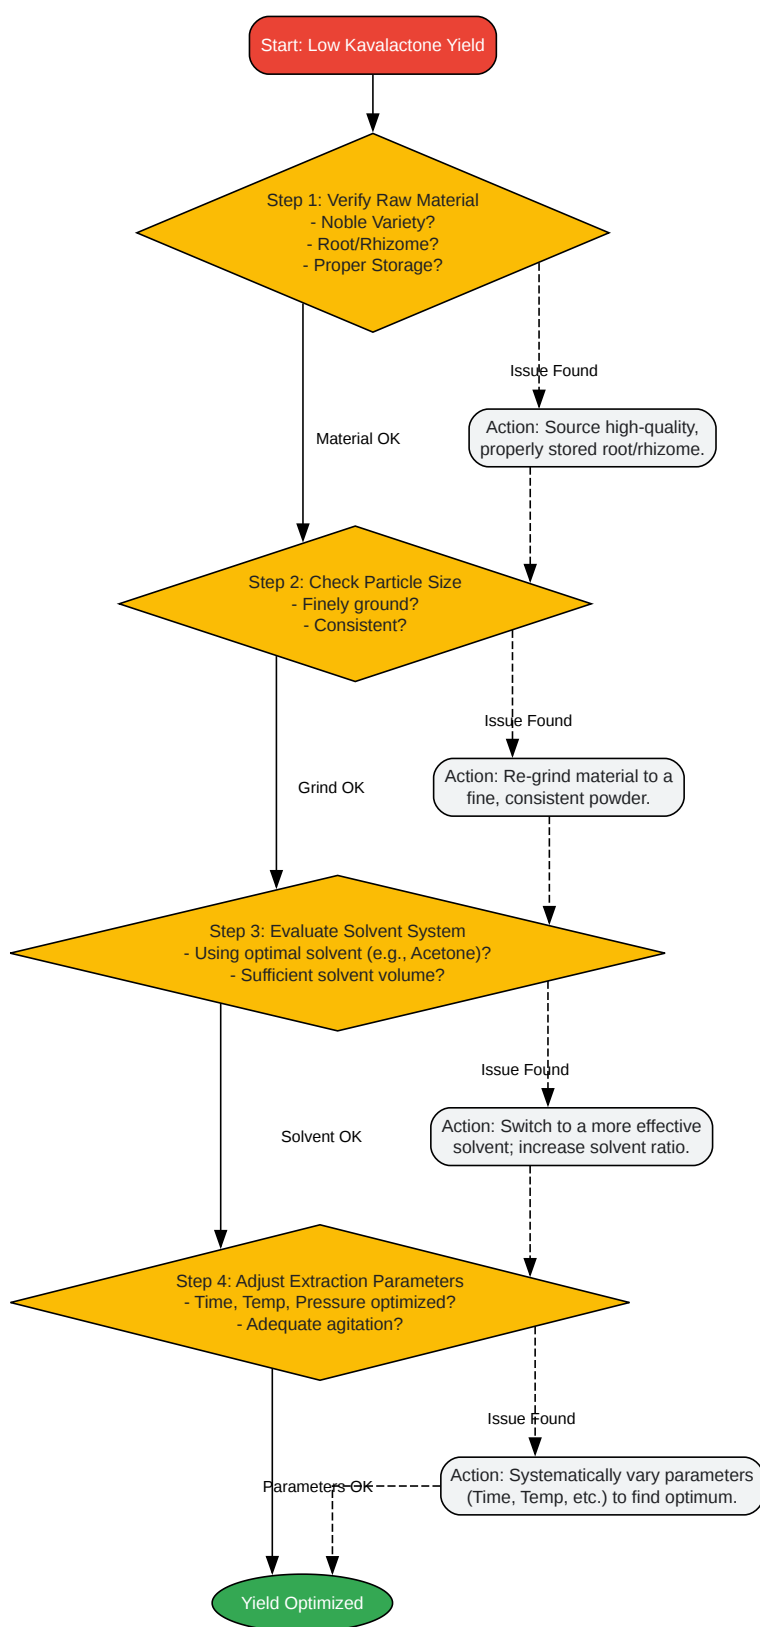 Start: Low Kavalactone Yield
Step 1: Verify Raw Material
- Noble Variety?
- Root/Rhizome?
- Proper Storage?
Issue Found
Material OK
Action: Source high-quality,
properly stored root/rhizome.
Step 2: Check Particle Size
- Finely ground?
- Consistent?
Issue Found
Grind OK
Action: Re-grind material to a
fine, consistent powder.
Step 3: Evaluate Solvent System
- Using optimal solvent (e.g., Acetone)?
- Sufficient solvent volume?
Issue Found
Solvent OK
Action: Switch to a more effective
solvent; increase solvent ratio.
Step 4: Adjust Extraction Parameters
- Time, Temp, Pressure optimized?
- Adequate agitation?
Issue Found
Parameters OK
Action: Systematically vary parameters
(Time, Temp, etc.) to find optimum.
Yield Optimized